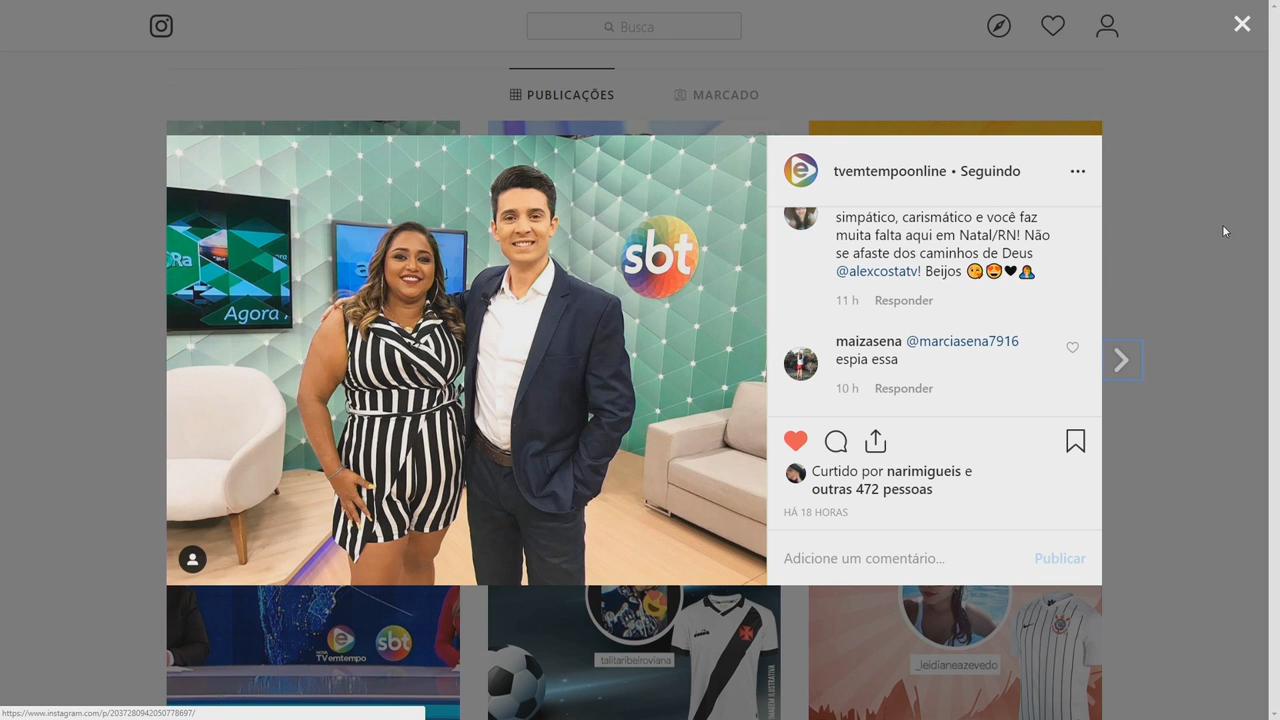 Busca
PUBLICAÇÕES
MARCADO
tvemtempoonline • Seguindo
simpático, carismático e você faz
muita falta aqui em Natal/RN! Não
se afaste dos caminhos de Deus
@alexcostatv! Beijos 😘😍🖤🤦‍♀️
11 h Responder
maizasena @marciasena7916
espia essa
10 h Responder
Curtido por narimigueis e
outras 472 pessoas
HÁ 18 HORAS
Adicione um comentário...
Publicar
Ra
Agora
a
sbt
TVemtempo
sbt
talitaribeiroviana
_leidianeazevedo
https://www.instagram.com/p/2037280942050778697/